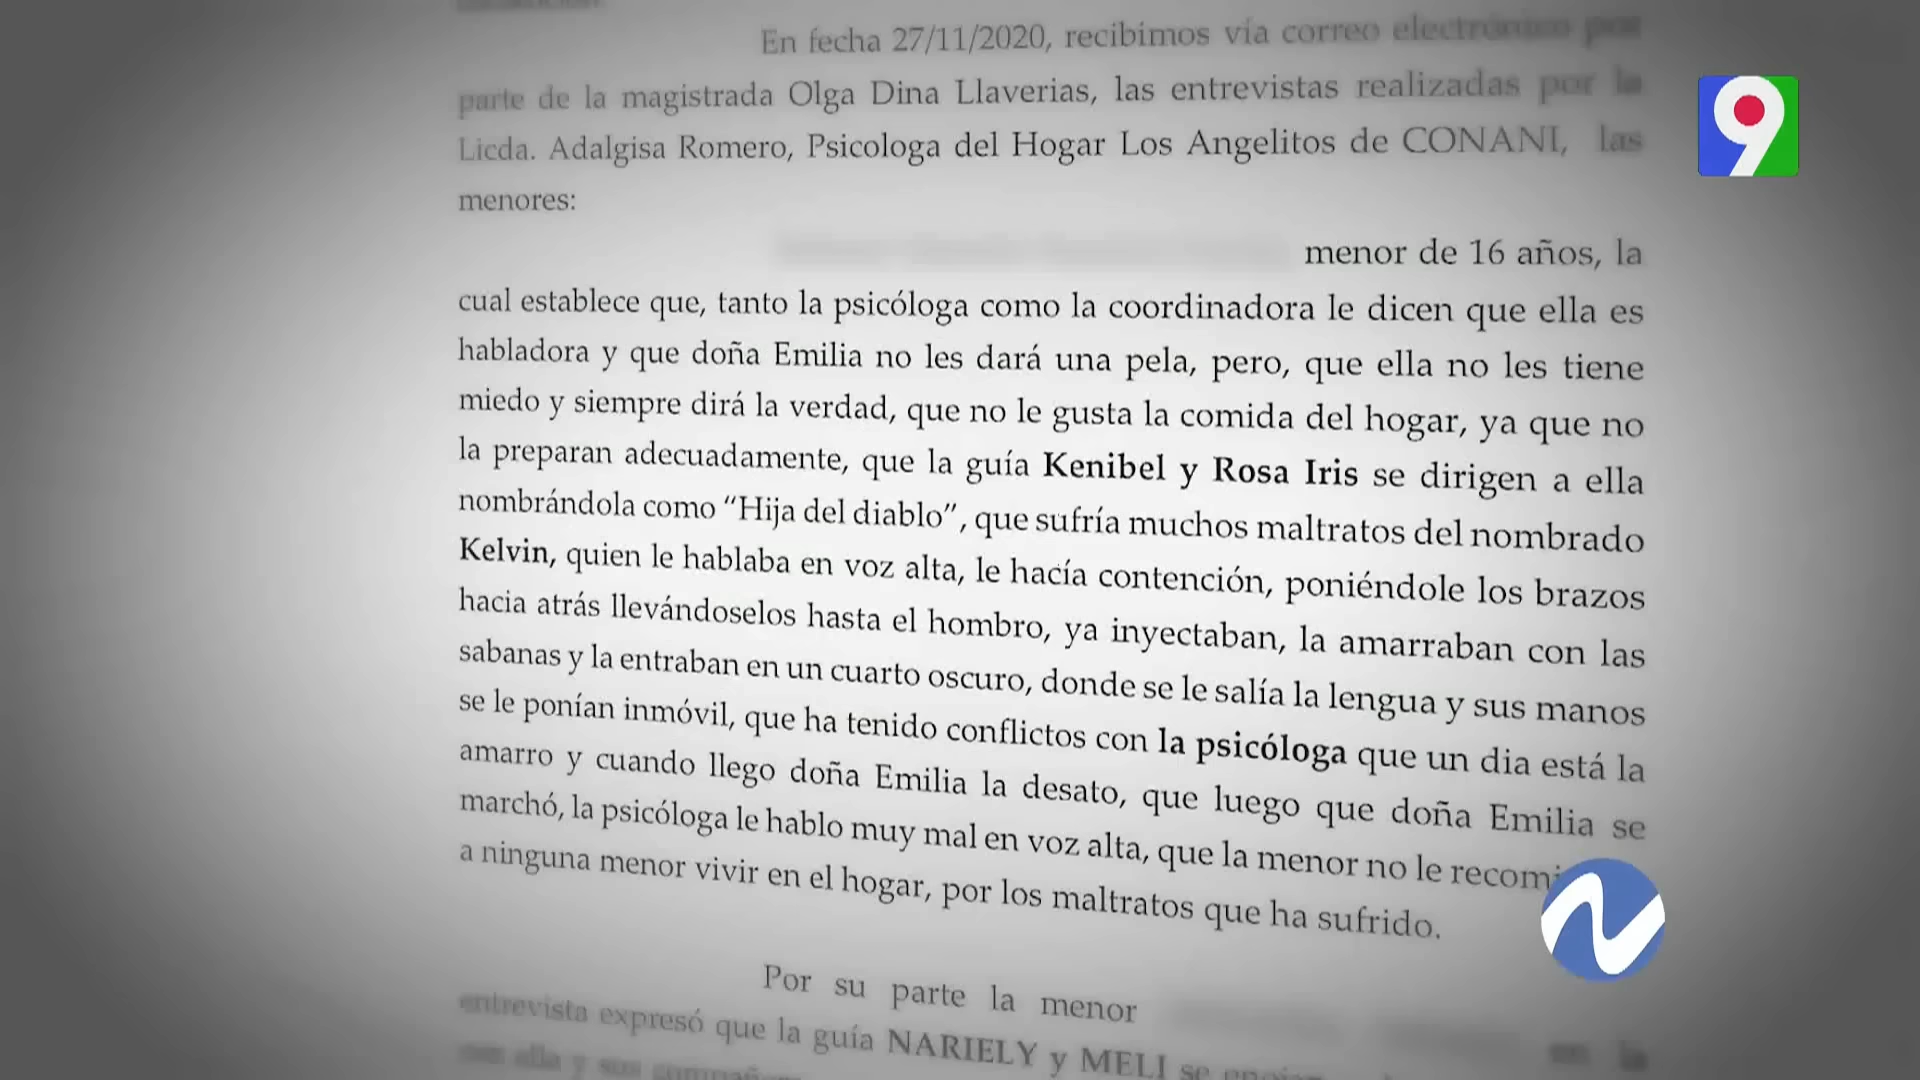 En fecha 27/11/2020, recibimos vía correo electrónico por
parte de la magistrada Olga Dina Llaverias, las entrevistas realizadas por la
Licda. Adalgisa Romero, Psicologa del Hogar Los Angelitos de CONANI, las
menores:
menor de 16 años, la
cual establece que, tanto la psicóloga como la coordinadora le dicen que ella es
habladora y que doña Emilia no les dará una pela, pero, que ella no les tiene
miedo y siempre dirá la verdad, que no le gusta la comida del hogar, ya que no
la preparan adecuadamente, que la guía Kenibel y Rosa Iris se dirigen a ella
nombrándola como “Hija del diablo”, que sufría muchos maltratos del nombrado
Kelvin, quien le hablaba en voz alta, le hacía contención, poniéndole los brazos
hacia atrás llevándoselos hasta el hombro, ya inyectaban, la amarraban con las
sabanas y la entraban en un cuarto oscuro, donde se le salía la lengua y sus manos
se le ponían inmóvil, que ha tenido conflictos con la psicóloga que un dia está la
amarro y cuando llego doña Emilia la desato, que luego que doña Emilia se
marchó, la psicóloga le hablo muy mal en voz alta, que la menor no le recomi
a ninguna menor vivir en el hogar, por los maltratos que ha sufrido.
Por su parte la menor en la
entrevista expresó que la guía NARIELY y MELI se enojan
9